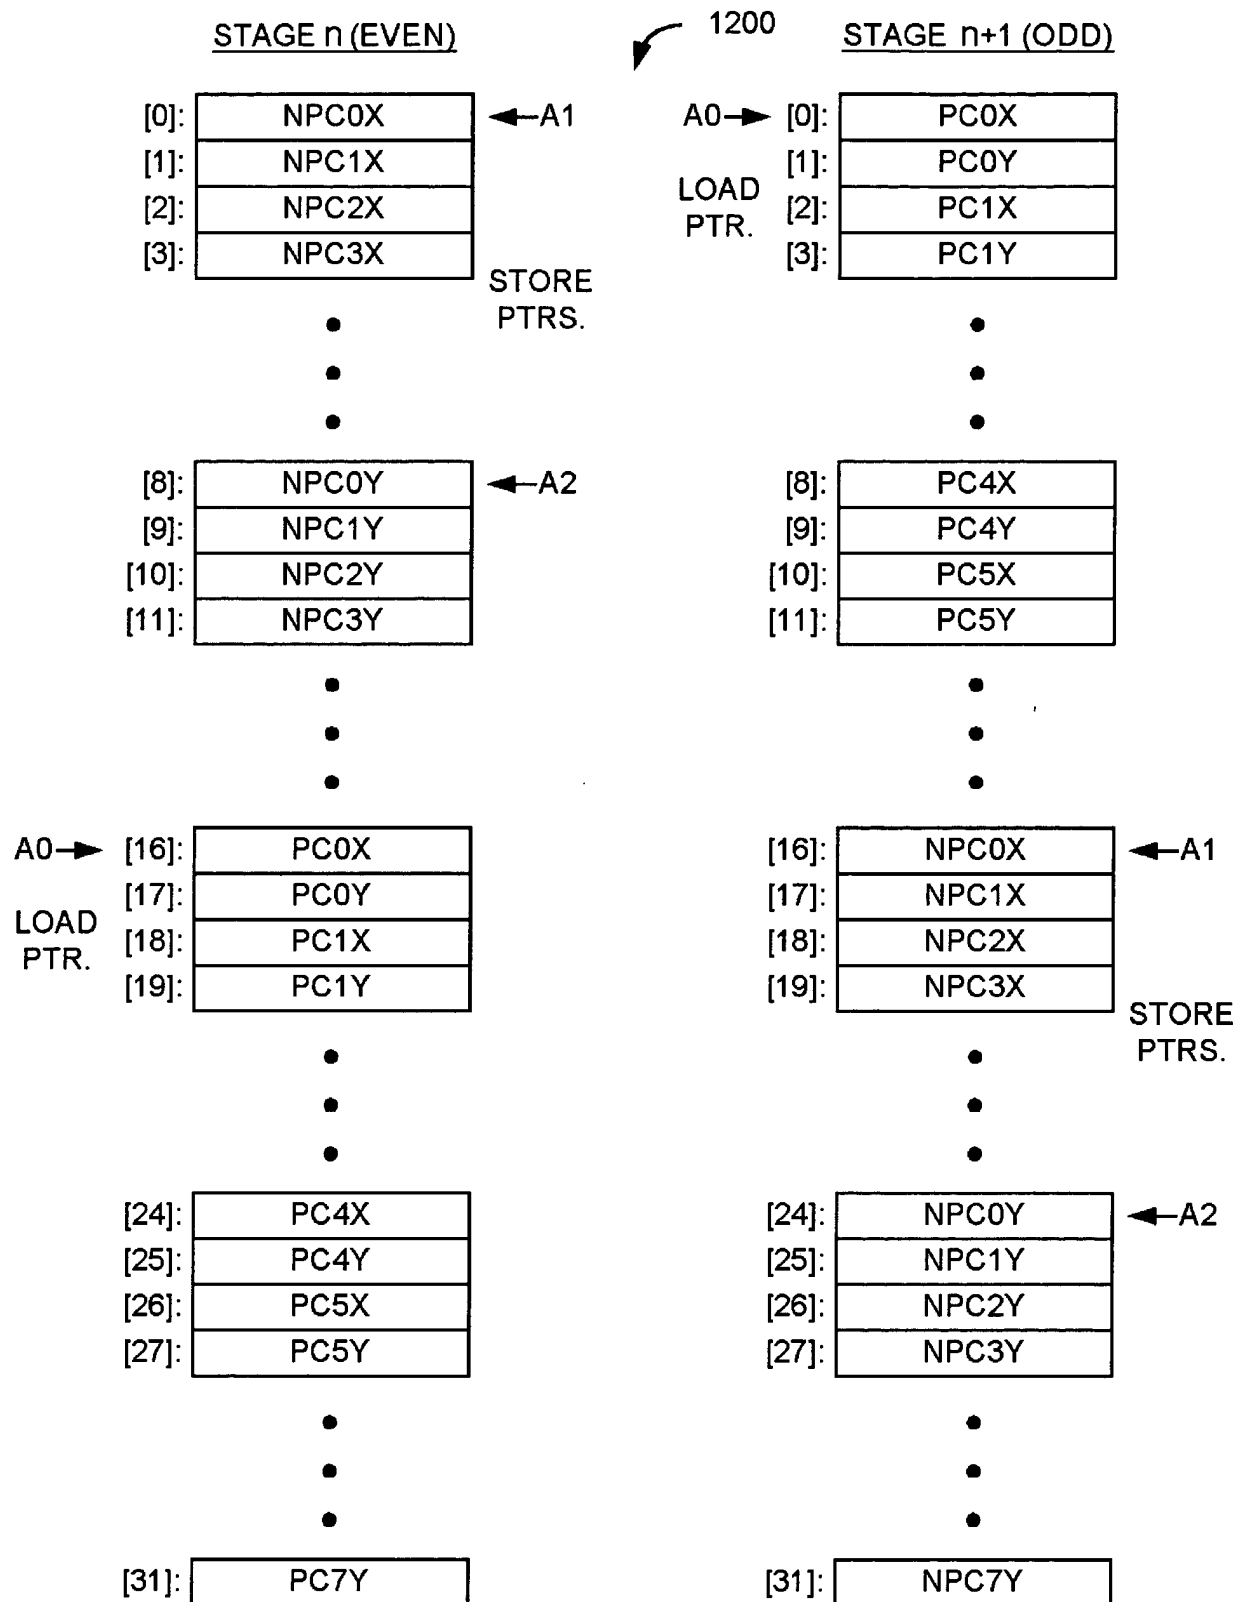 1200
STAGE n (EVEN)
[0]: NPC0X A1
[1]: NPC1X
[2]: NPC2X
[3]: NPC3X
STORE
PTRS.
[8]: NPC0Y A2
[9]: NPC1Y
[10]: NPC2Y
[11]: NPC3Y
A0 [16]: PC0X
[17]: PC0Y
LOAD
PTR.
[18]: PC1X
[19]: PC1Y
[24]: PC4X
[25]: PC4Y
[26]: PC5X
[27]: PC5Y
[31]: PC7Y
STAGE n+1 (ODD)
A0 [0]: PC0X
[1]: PC0Y
LOAD
PTR.
[2]: PC1X
[3]: PC1Y
[8]: PC4X
[9]: PC4Y
[10]: PC5X
[11]: PC5Y
[16]: NPC0X A1
[17]: NPC1X
[18]: NPC2X
[19]: NPC3X
STORE
PTRS.
[24]: NPC0Y A2
[25]: NPC1Y
[26]: NPC2Y
[27]: NPC3Y
[31]: NPC7Y